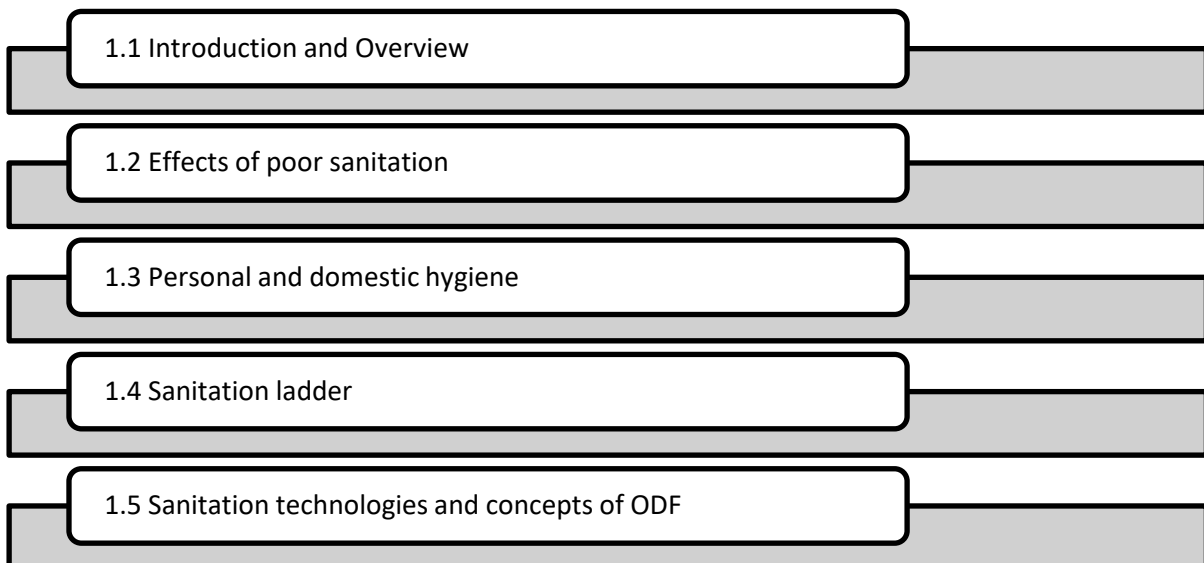 1.1 Introduction and Overview
1.2 Effects of poor sanitation
1.3 Personal and domestic hygiene
1.4 Sanitation ladder
1.5 Sanitation technologies and concepts of ODF